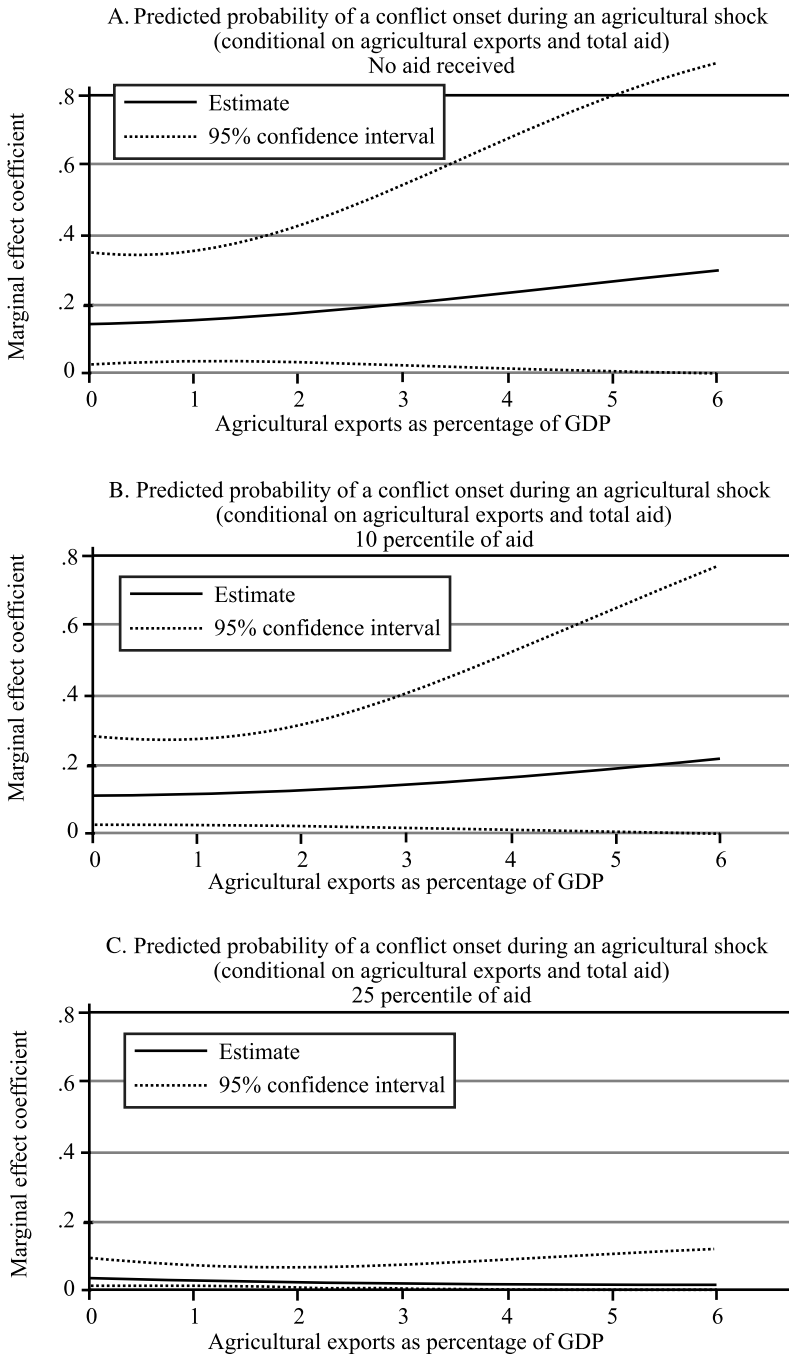 A. Predicted probability of a conflict onset during an agricultural shock
(conditional on agricultural exports and total aid)
No aid received
Estimate
95% confidence interval
Marginal effect coefficient
.8
.6
.4
.2
0
0 1 2 3 4 5 6
Agricultural exports as percentage of GDP
B. Predicted probability of a conflict onset during an agricultural shock
(conditional on agricultural exports and total aid)
10 percentile of aid
Estimate
95% confidence interval
Marginal effect coefficient
.8
.6
.4
.2
0
0 1 2 3 4 5 6
Agricultural exports as percentage of GDP
C. Predicted probability of a conflict onset during an agricultural shock
(conditional on agricultural exports and total aid)
25 percentile of aid
Estimate
95% confidence interval
Marginal effect coefficient
.8
.6
.4
.2
0
0 1 2 3 4 5 6
Agricultural exports as percentage of GDP